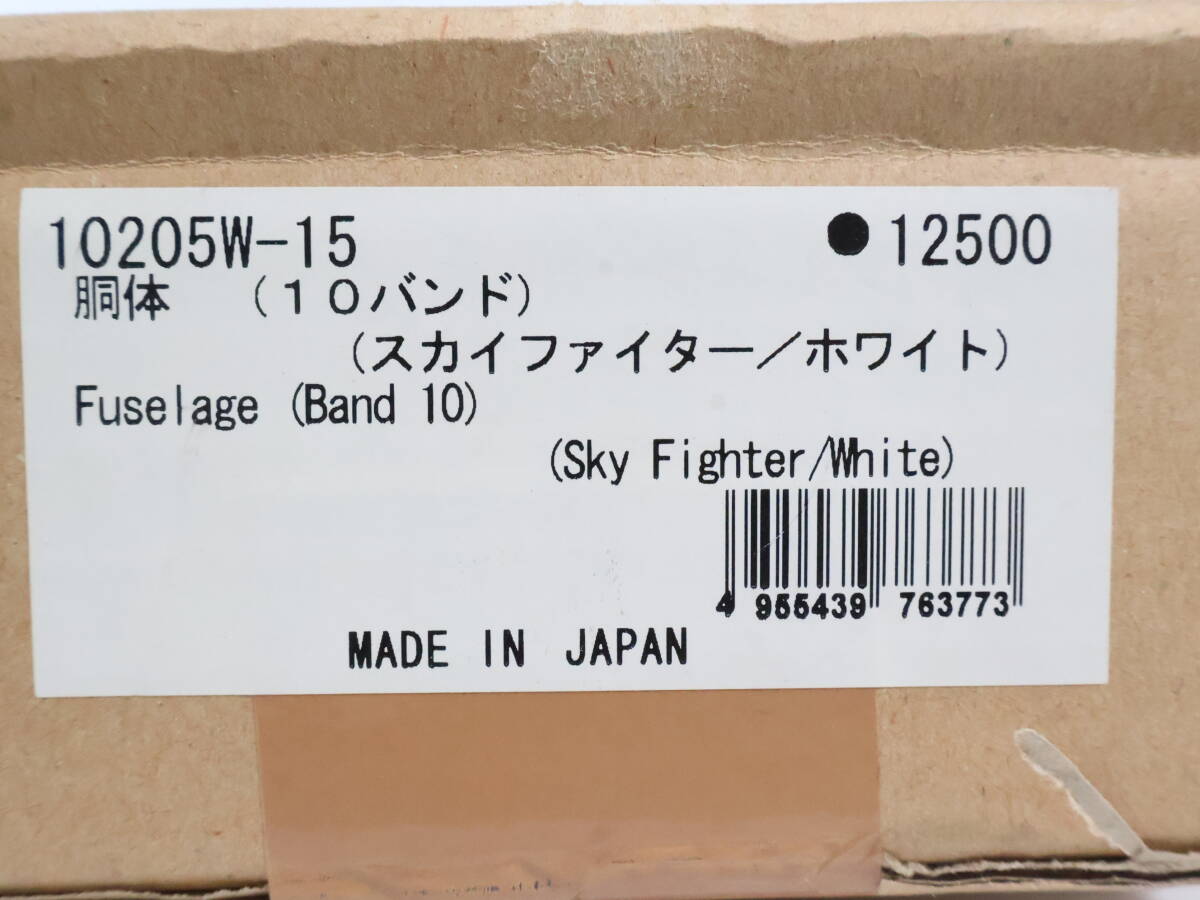 10205W-15 ●12500
胴体　（１０バンド）
（スカイファイター／ホワイト）
Fuselage (Band 10)
(Sky Fighter/White)
4 955439 763773
MADE IN JAPAN